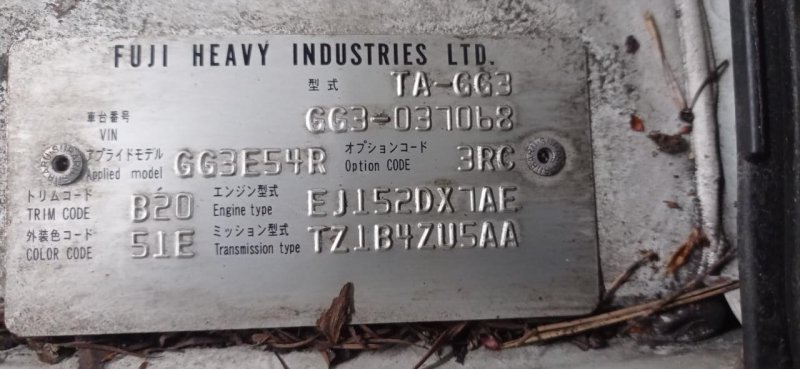 FUJI HEAVY INDUSTRIES LTD.
型式 TA-GG3
車台番号 VIN GG3-037068
アプライドモデル Applied model GG3E54R オプションコード Option CODE 3RC
トリムコード TRIM CODE B20 エンジン型式 Engine type EJ152DX7AE
外装色コード COLOR CODE 51E ミッション型式 Transmission type TZ1B4ZU5AA